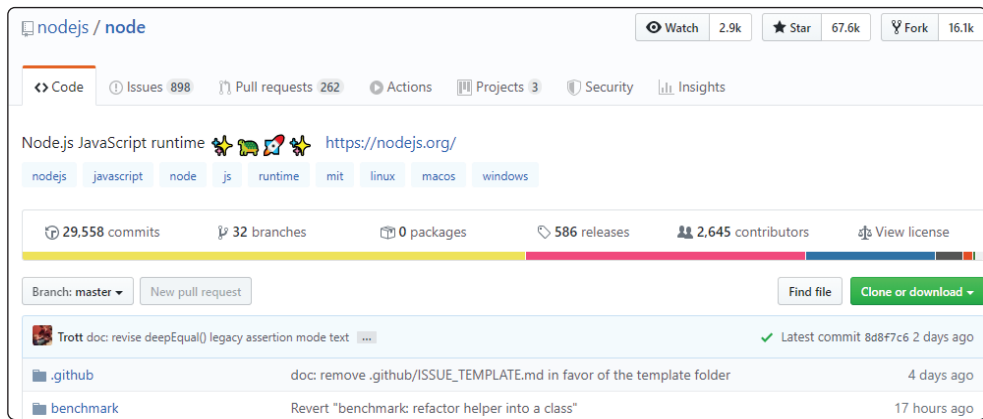 nodejs / node Watch 2.9k Star 67.6k Fork 16.1k
Code Issues 898 Pull requests 262 Actions Projects 3 Security Insights
Node.js JavaScript runtime ✨🐢🚀✨ https://nodejs.org/
nodejs javascript node js runtime mit linux macos windows
29,558 commits 32 branches 0 packages 586 releases 2,645 contributors View license
Branch: master New pull request Find file Clone or download
Trott doc: revise deepEqual() legacy assertion mode text ... Latest commit 8d8f7c6 2 days ago
.github doc: remove .github/ISSUE_TEMPLATE.md in favor of the template folder 4 days ago
benchmark Revert "benchmark: refactor helper into a class" 17 hours ago